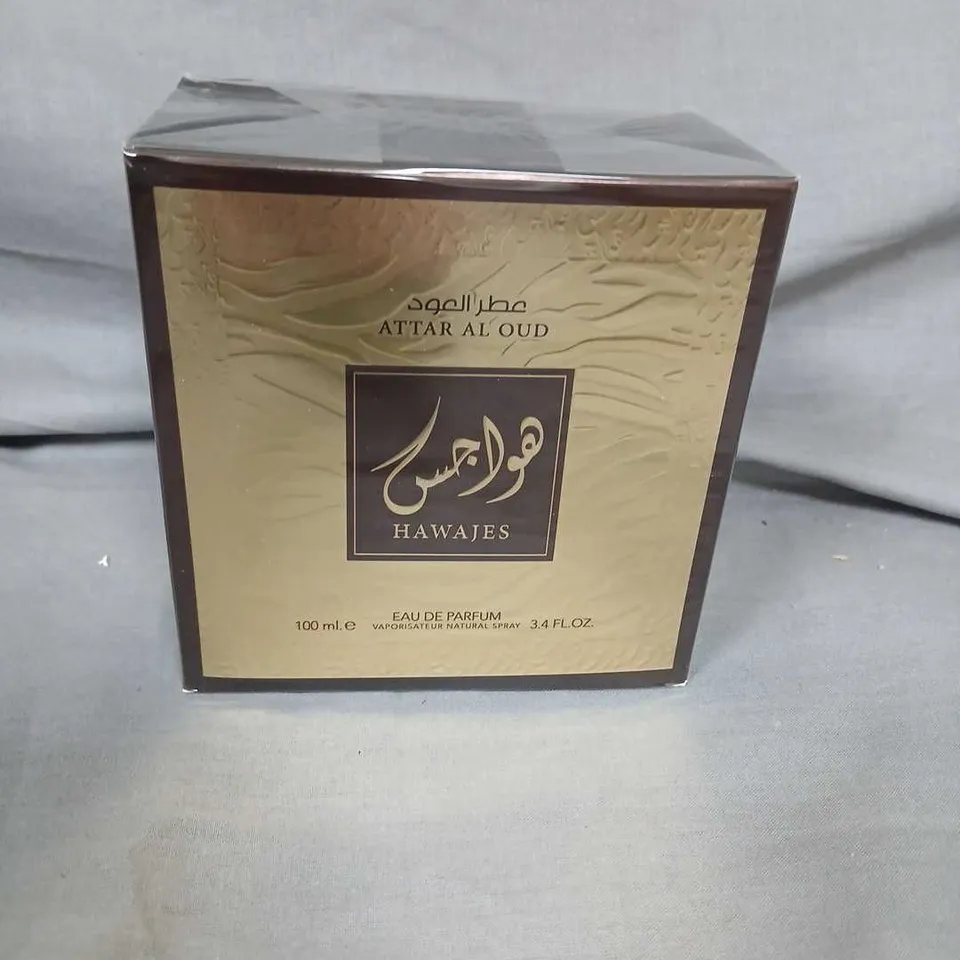 عطر العود
ATTAR AL OUD
هواجس
HAWAJES
EAU DE PARFUM
100 ml. e VAPORISATEUR NATURAL SPRAY 3.4 FL.OZ.